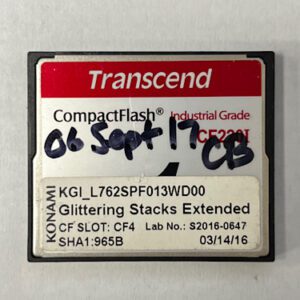 Transcend
CompactFlash® Industrial Grade
06 Sept 17
CF220I
CB
KONAMI
KGI_L762SPF013WD00
Glittering Stacks Extended
CF SLOT: CF4 Lab No.: S2016-0647
SHA1:965B 03/14/16